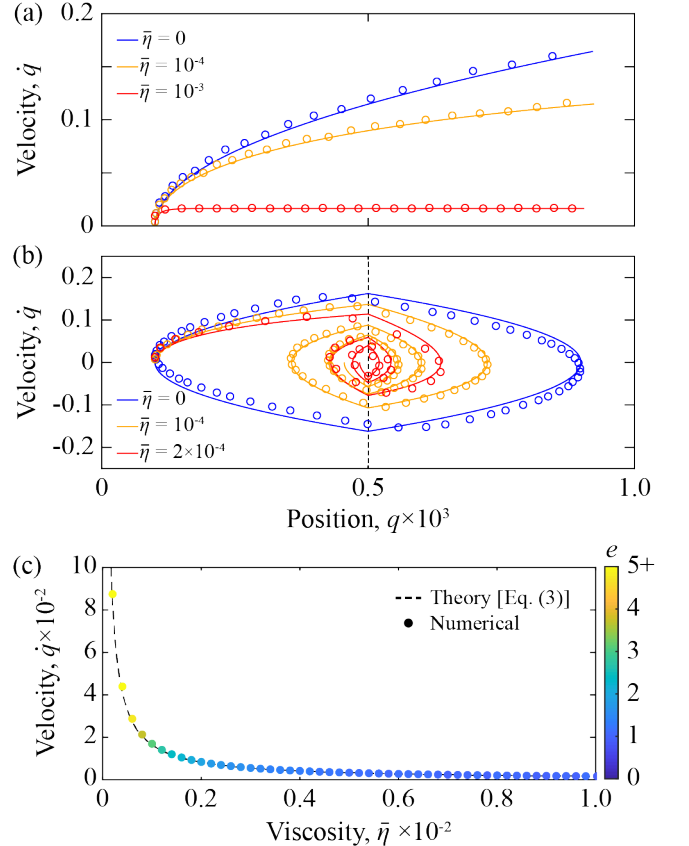 (a)
0.2
0.1
0
Velocity, q̇
η̄ = 0
η̄ = 10⁻⁴
η̄ = 10⁻³
(b)
0.2
0.1
0
-0.1
-0.2
Velocity, q̇
η̄ = 0
η̄ = 10⁻⁴
η̄ = 2×10⁻⁴
0 0.5 1.0
Position, q×10³
(c)
10
8
6
4
2
0
Velocity, q̇×10⁻²
Theory [Eq. (3)]
Numerical
0 0.2 0.4 0.6 0.8 1.0
Viscosity, η̄ ×10⁻²
e
5+
4
3
2
1
0